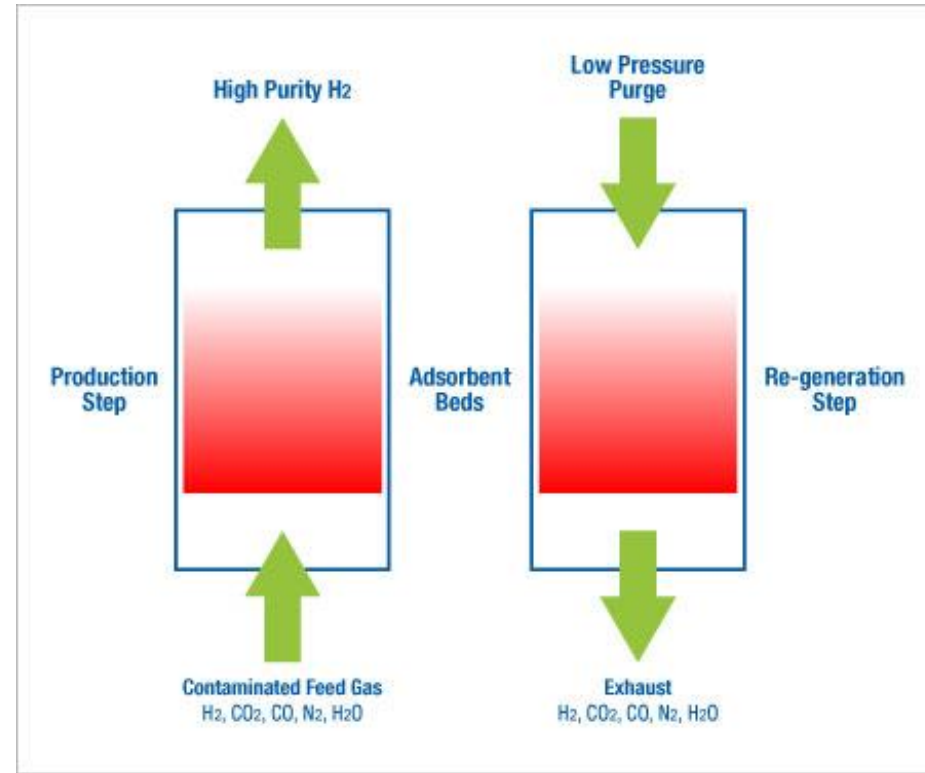 High Purity H2
Low Pressure
Purge
Production
Step
Adsorbent
Beds
Re-generation
Step
Contaminated Feed Gas
H2, CO2, CO, N2, H2O
Exhaust
H2, CO2, CO, N2, H2O